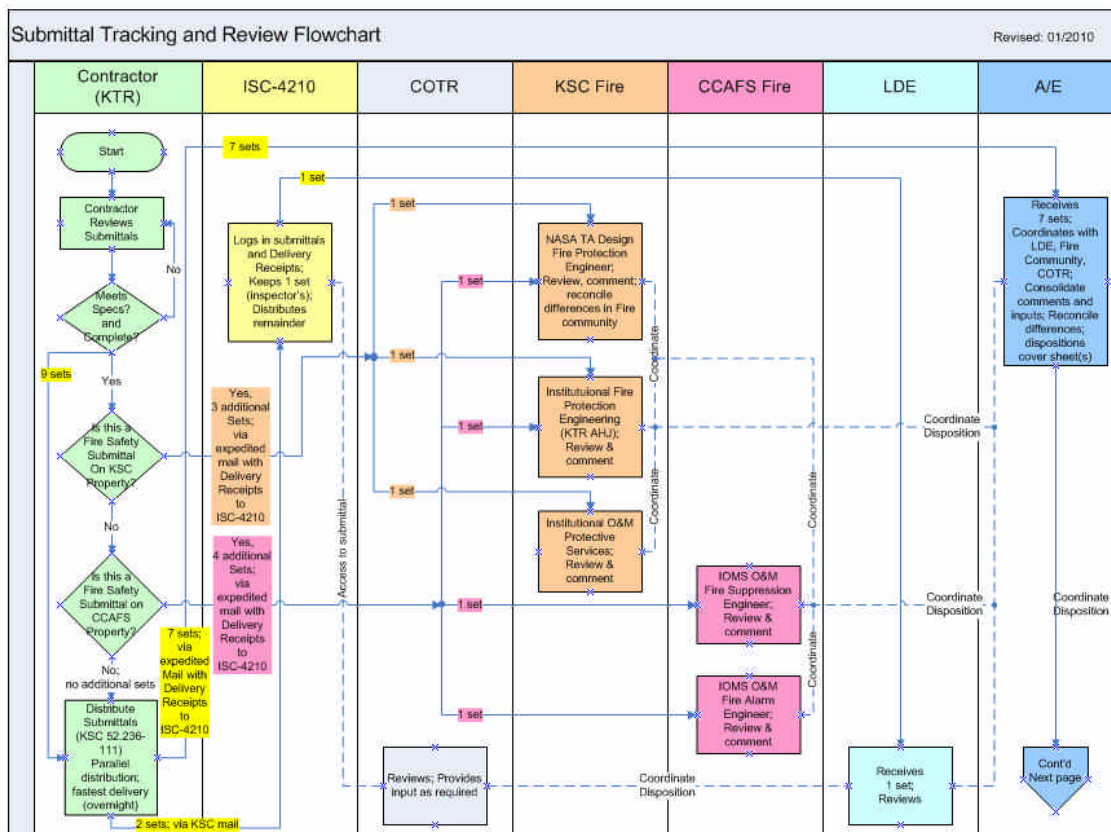 Submittal Tracking and Review Flowchart
Revised: 01/2010
Contractor
(KTR)
ISC-4210
COTR
KSC Fire
CCAFS Fire
LDE
A/E
Start
7 sets
1 set
Contractor
Reviews
Submittals
No
Meets
Specs?
and
Complete?
9 sets
Yes
Is this a
Fire Safety
Submittal
On KSC
Property?
No
Is this a
Fire Safety
Submittal on
CCAFS
Property?
No;
no additional sets
Distribute
Submittals
(KSC 52.236-
111)
Parallel
distribution;
fastest delivery
(overnight)
7 sets;
via
expedited
Mail with
Delivery
Receipts
to
ISC-4210
2 sets; via KSC mail
Logs in submittals
and Delivery
Receipts;
Keeps 1 set
(inspector's);
Distributes
remainder
Yes,
3 additional
Sets;
via
expedited
mail with
Delivery
Receipts
to
ISC-4210
Yes,
4 additional
Sets;
via
expedited
mail with
Delivery
Receipts
to
ISC-4210
Access to submittal
1 set
1 set
1 set
1 set
1 set
1 set
1 set
Reviews; Provides
input as required
NASA TA Design
Fire Protection
Engineer;
Review, comment;
reconcile
differences in Fire
community
Instituitional Fire
Protection
Engineering
(KTR AHJ);
Review &
comment
Institutional O&M
Protective
Services;
Review &
comment
Coordinate
Coordinate
IOMS O&M
Fire Suppression
Engineer;
Review &
comment
IOMS O&M
Fire Alarm
Engineer;
Review &
comment
Coordinate
Coordinate
Coordinate
Disposition
Coordinate
Disposition
Coordinate
Disposition
Receives
1 set;
Reviews
Receives
7 sets;
Coordinates with
LDE, Fire
Community,
COTR;
Consolidate
comments and
inputs; Reconcile
differences;
dispositions
cover sheet(s)
Coordinate
Disposition
Cont'd
Next page